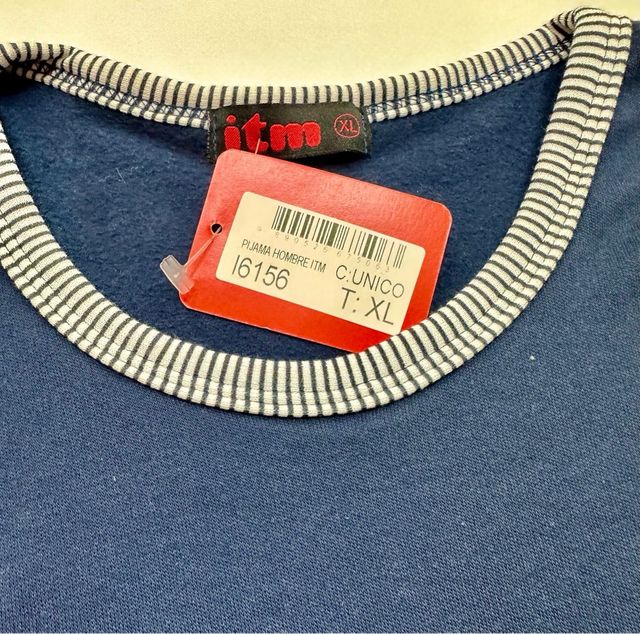 itm XL
PIJAMA HOMBRE ITM
I6156
C:UNICO
T: XL